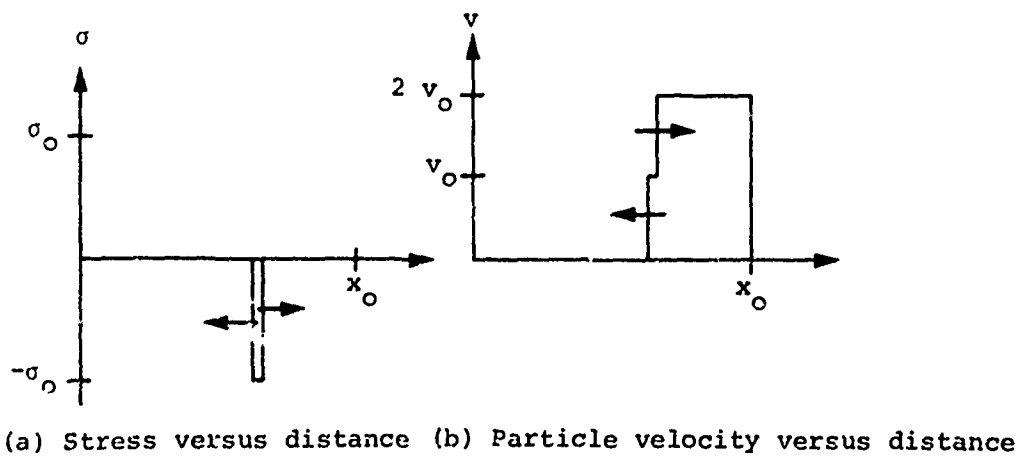 σ
σo
xo
-σo
v
2 vo
vo
xo
(a) Stress versus distance (b) Particle velocity versus distance